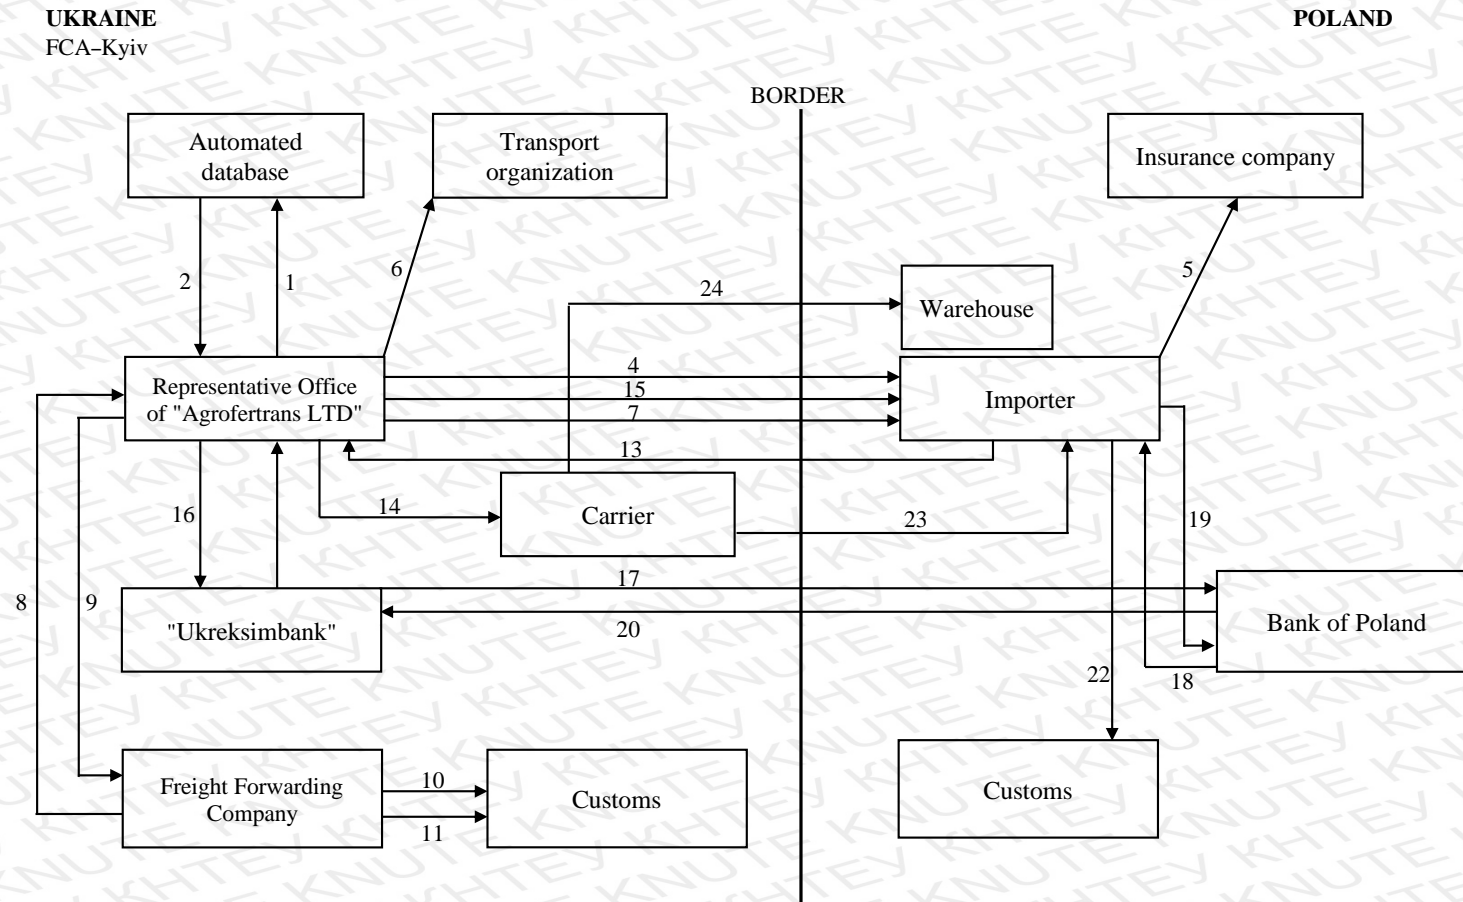 UKRAINE
POLAND
FCA–Kyiv
BORDER
Automated
database
Transport
organization
Insurance company
2
1
6
5
24
Warehouse
Representative Office
of "Agrofertrans LTD"
4
15
7
Importer
13
16
14
Carrier
23
19
8
9
17
"Ukreksimbank"
20
Bank of Poland
22
18
Freight Forwarding
Company
10
11
Customs
Customs
KNUTE KHTEY